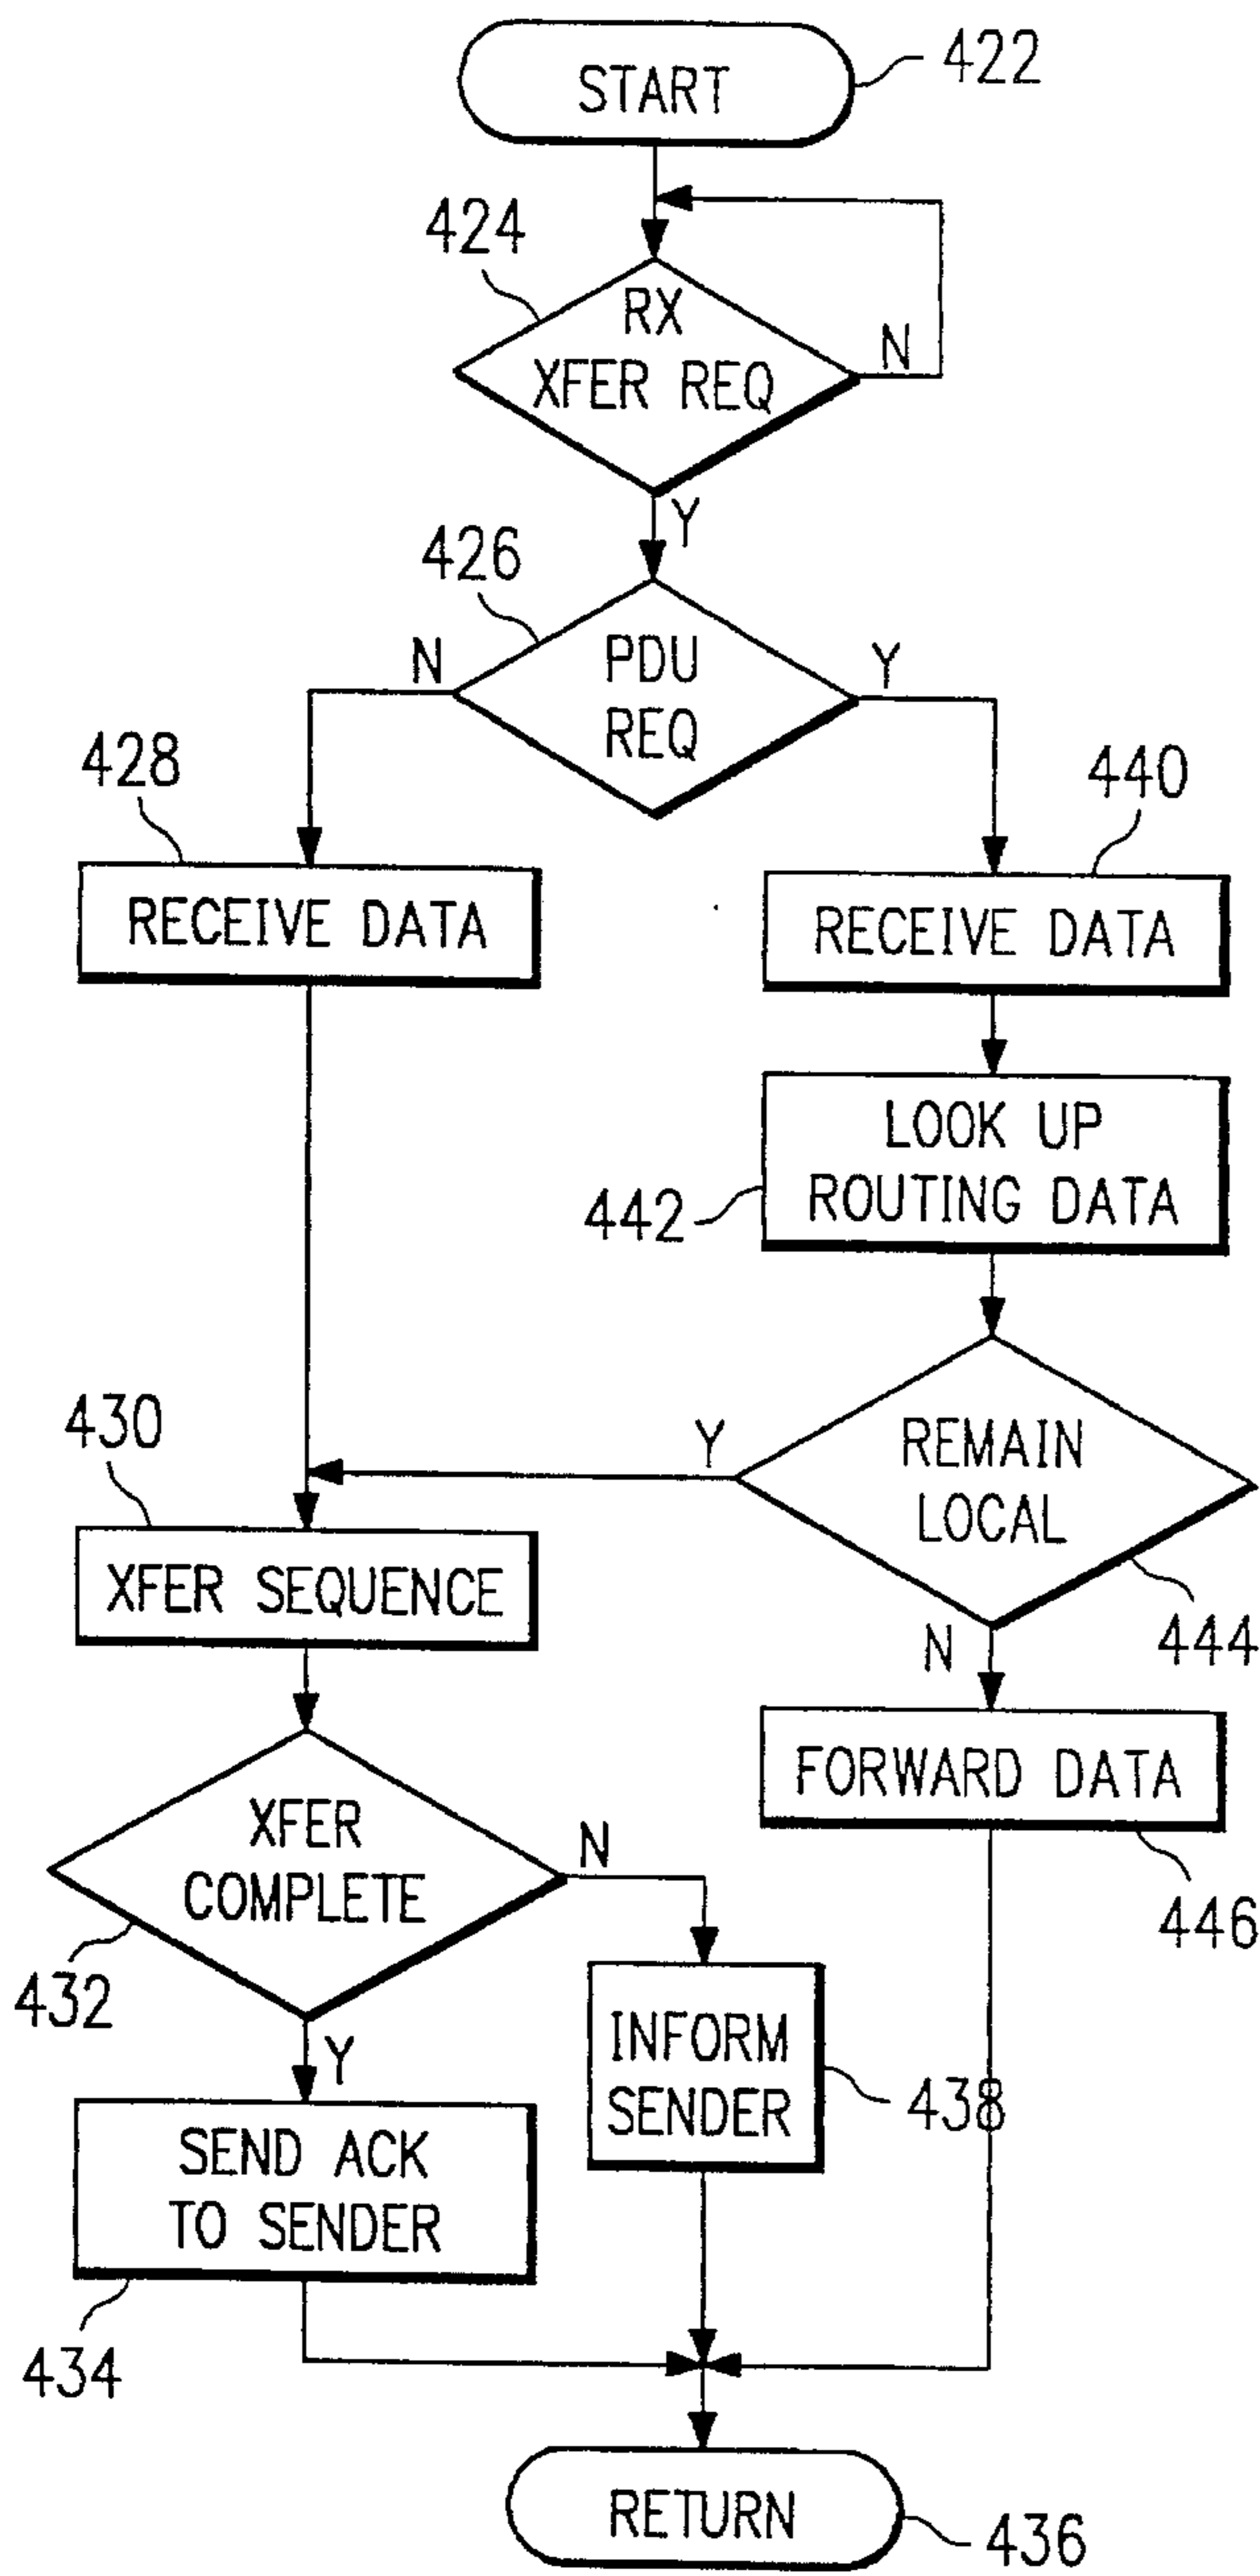 START
422
424
RX
XFER REQ
N
Y
426
PDU
REQ
N
Y
428
RECEIVE DATA
440
RECEIVE DATA
LOOK UP
ROUTING DATA
442
430
Y
REMAIN
LOCAL
444
N
XFER SEQUENCE
FORWARD DATA
446
XFER
COMPLETE
N
432
Y
INFORM
SENDER
438
SEND ACK
TO SENDER
434
RETURN
436